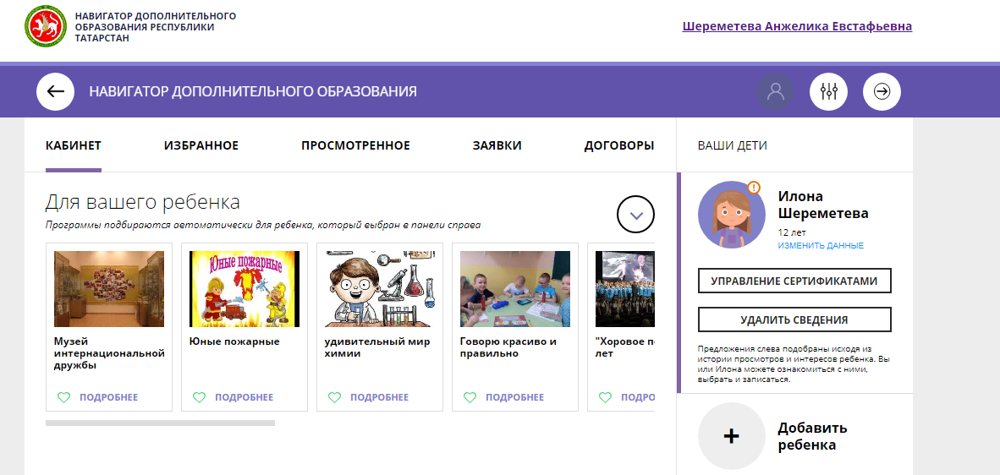 НАВИГАТОР ДОПОЛНИТЕЛЬНОГО
ОБРАЗОВАНИЯ РЕСПУБЛИКИ
ТАТАРСТАН
Шереметева Анжелика Евстафьевна
НАВИГАТОР ДОПОЛНИТЕЛЬНОГО ОБРАЗОВАНИЯ
КАБИНЕТ
ИЗБРАННОЕ
ПРОСМОТРЕННОЕ
ЗАЯВКИ
ДОГОВОРЫ
Для вашего ребенка
Программы подбираются автоматически для ребенка, который выбран в панели справа
Музей
интернациональной
дружбы
ПОДРОБНЕЕ
Юные пожарные
Юные пожарные
ПОДРОБНЕЕ
удивительный мир
химии
ПОДРОБНЕЕ
Говорю красиво и
правильно
ПОДРОБНЕЕ
"Хоровое пе
лет
ПОДРО
ВАШИ ДЕТИ
!
Илона
Шереметева
12 лет
ИЗМЕНИТЬ ДАННЫЕ
УПРАВЛЕНИЕ СЕРТИФИКАТАМИ
УДАЛИТЬ СВЕДЕНИЯ
Предложения слева подобраны исходя из
истории просмотров и интересов ребенка. Вы
или Илона можете ознакомиться с ними,
выбрать и записаться.
+
Добавить
ребенка